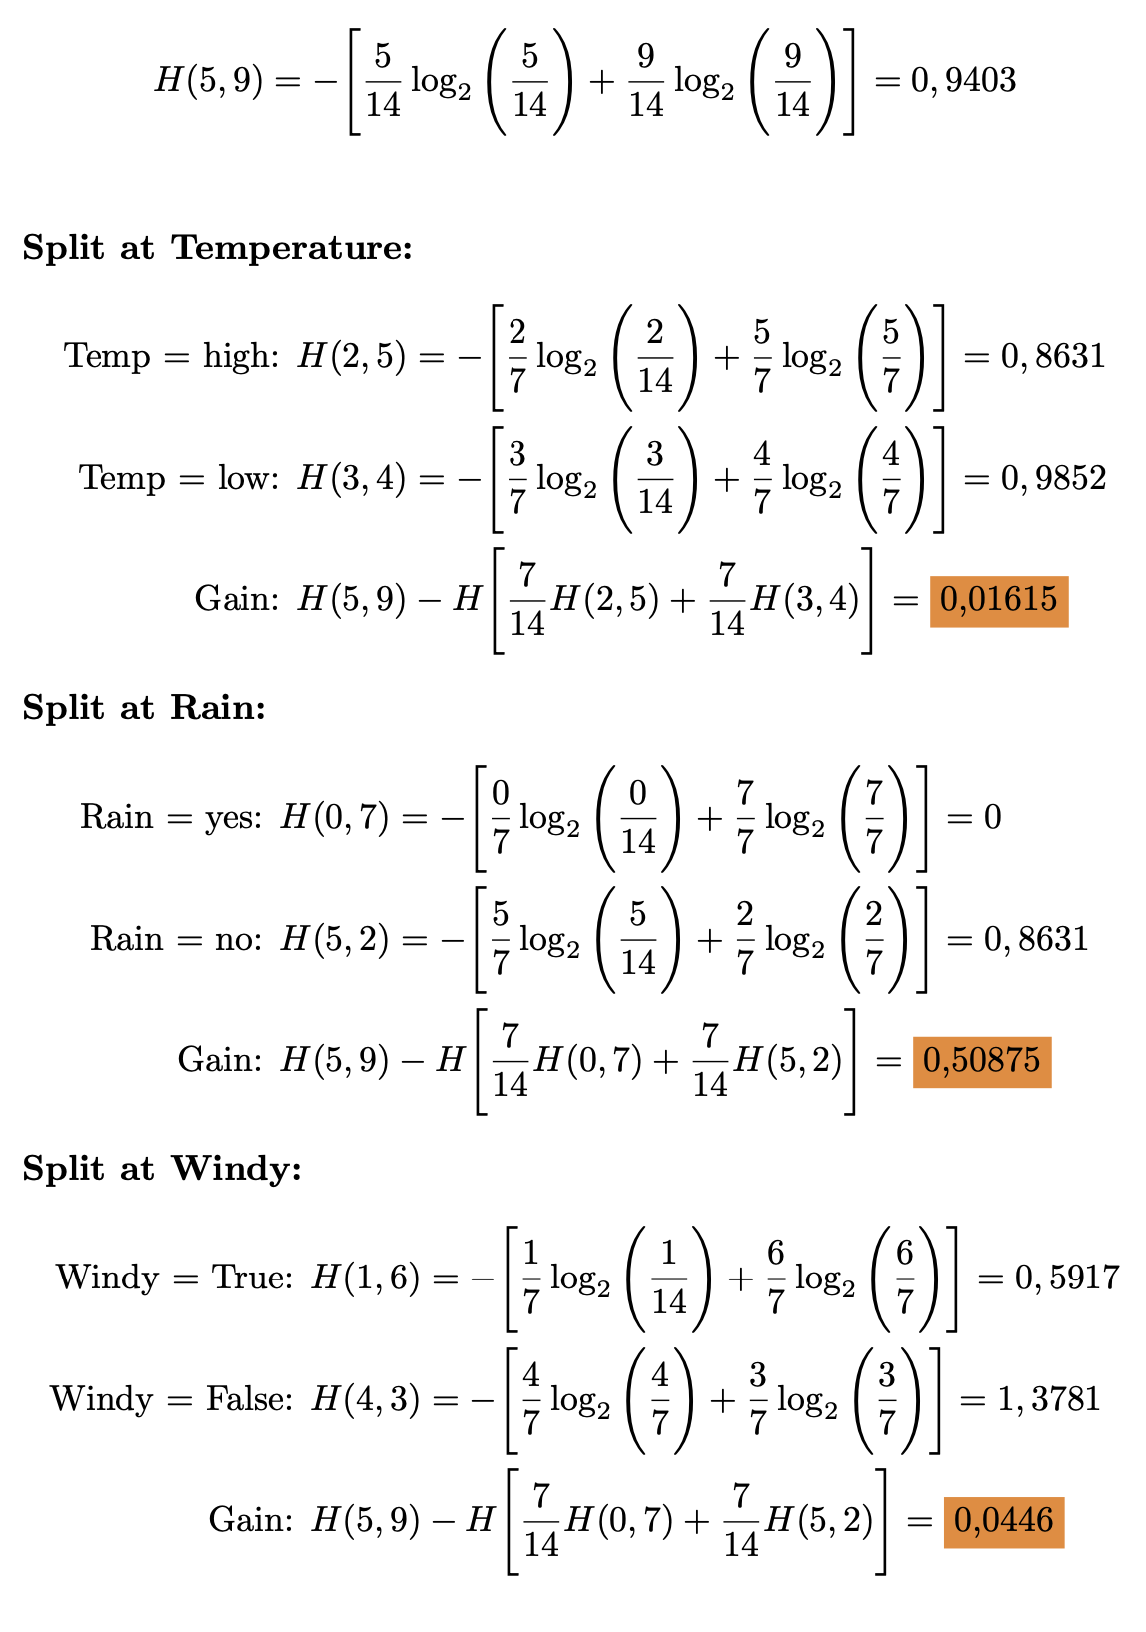 H(5, 9) = −[5/14 log₂(5/14) + 9/14 log₂(9/14)] = 0, 9403
Split at Temperature:
Temp = high: H(2, 5) = −[2/7 log₂(2/14) + 5/7 log₂(5/7)] = 0, 8631
Temp = low: H(3, 4) = −[3/7 log₂(3/14) + 4/7 log₂(4/7)] = 0, 9852
Gain: H(5, 9) − H[7/14 H(2, 5) + 7/14 H(3, 4)] = 0,01615
Split at Rain:
Rain = yes: H(0, 7) = −[0/7 log₂(0/14) + 7/7 log₂(7/7)] = 0
Rain = no: H(5, 2) = −[5/7 log₂(5/14) + 2/7 log₂(2/7)] = 0, 8631
Gain: H(5, 9) − H[7/14 H(0, 7) + 7/14 H(5, 2)] = 0,50875
Split at Windy:
Windy = True: H(1, 6) = −[1/7 log₂(1/14) + 6/7 log₂(6/7)] = 0, 5917
Windy = False: H(4, 3) = −[4/7 log₂(4/7) + 3/7 log₂(3/7)] = 1, 3781
Gain: H(5, 9) − H[7/14 H(0, 7) + 7/14 H(5, 2)] = 0,0446